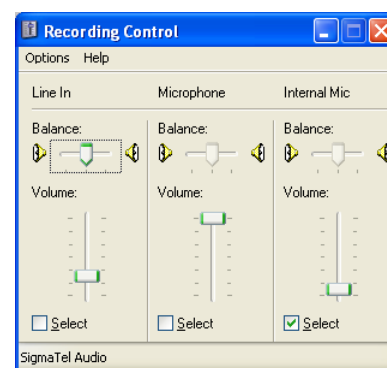 Recording Control
Options Help
Line In Microphone Internal Mic
Balance: Balance: Balance:
Volume: Volume: Volume:
Select Select Select
SigmaTel Audio